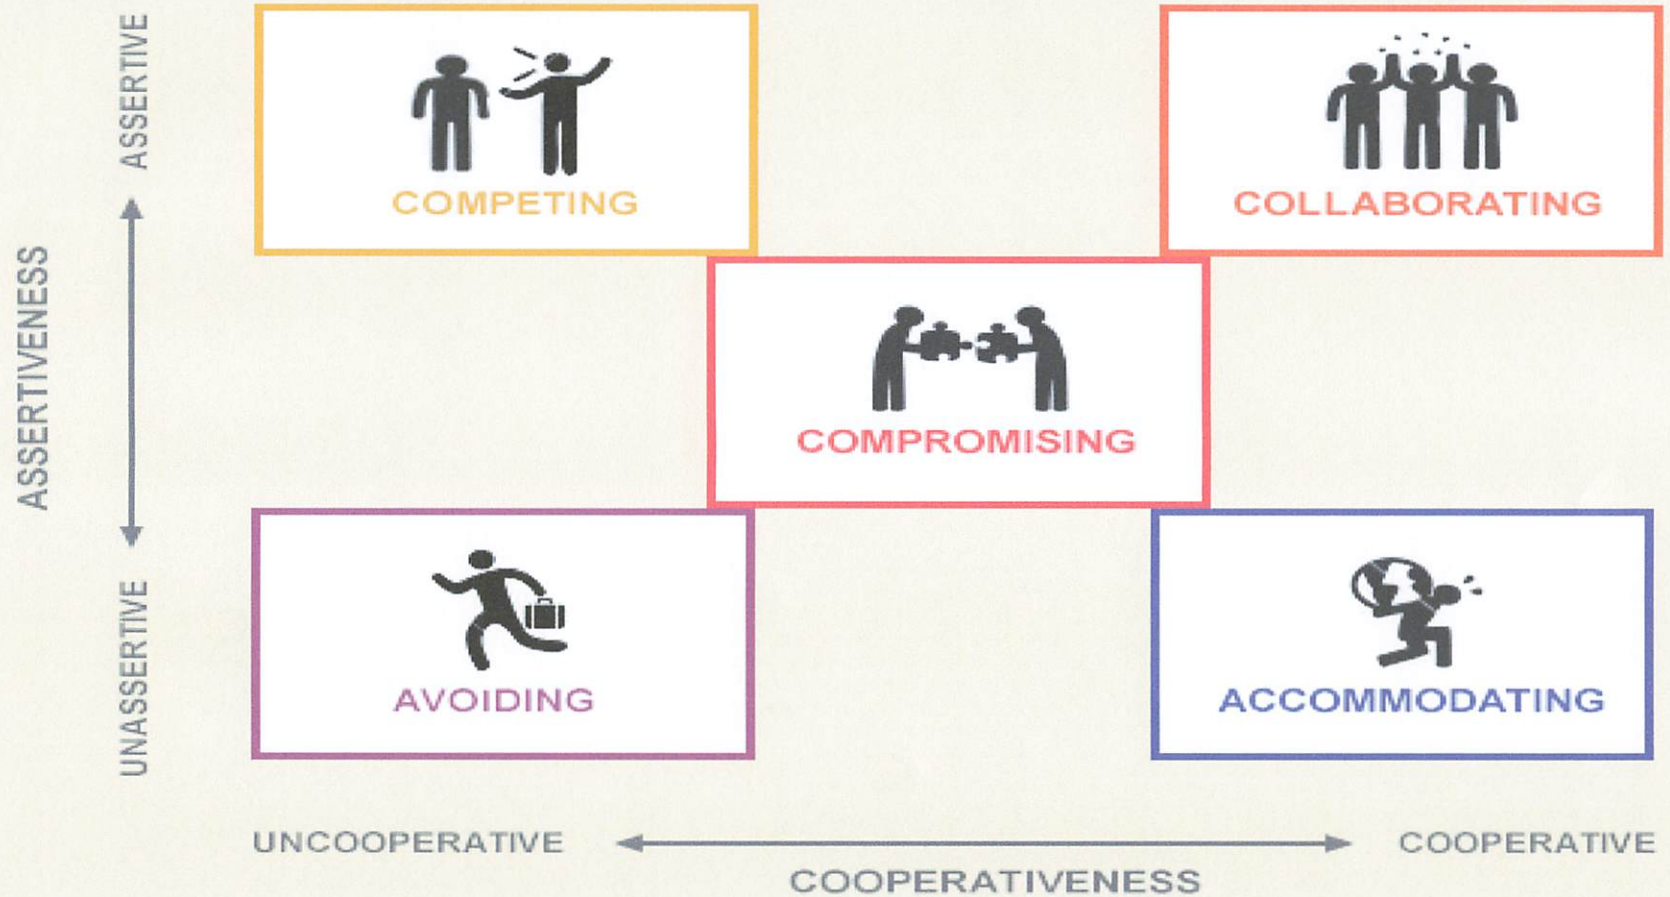 ASSERTIVENESS
ASSERTIVE
UNASSERTIVE
COMPETING
COLLABORATING
COMPROMISING
AVOIDING
ACCOMMODATING
UNCOOPERATIVE
COOPERATIVE
COOPERATIVENESS